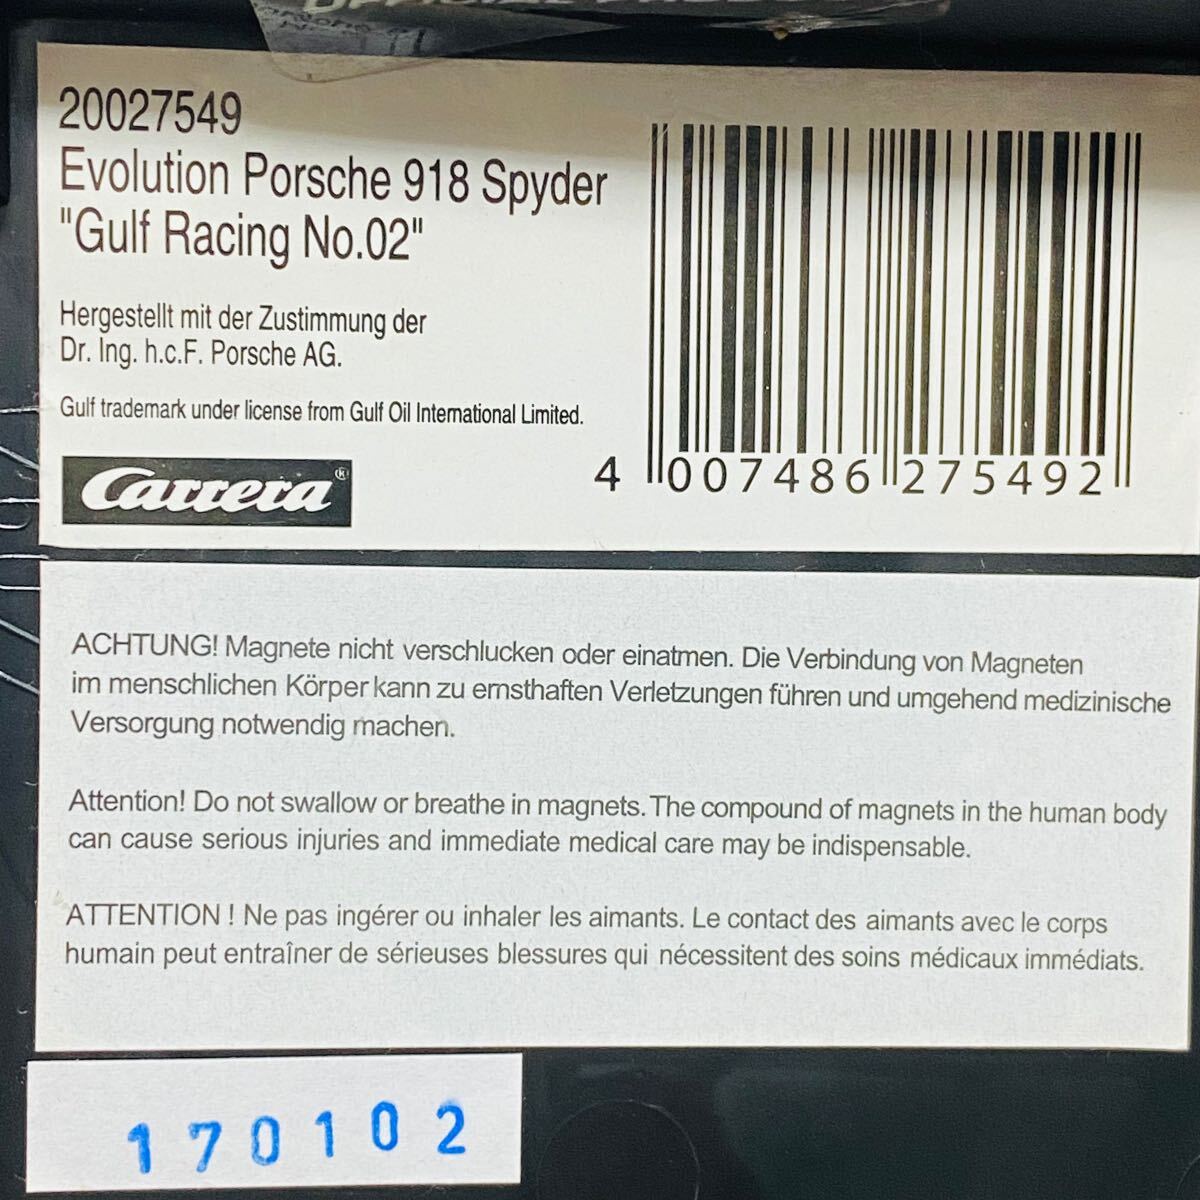 20027549
Evolution Porsche 918 Spyder
"Gulf Racing No.02"
Hergestellt mit der Zustimmung der
Dr. Ing. h.c.F. Porsche AG.
Gulf trademark under license from Gulf Oil International Limited.
Carrera®
4 007486 275492
ACHTUNG! Magnete nicht verschlucken oder einatmen. Die Verbindung von Magneten
im menschlichen Körper kann zu ernsthaften Verletzungen führen und umgehend medizinische
Versorgung notwendig machen.
Attention! Do not swallow or breathe in magnets. The compound of magnets in the human body
can cause serious injuries and immediate medical care may be indispensable.
ATTENTION ! Ne pas ingérer ou inhaler les aimants. Le contact des aimants avec le corps
humain peut entraîner de sérieuses blessures qui nécessitent des soins médicaux immédiats.
170102